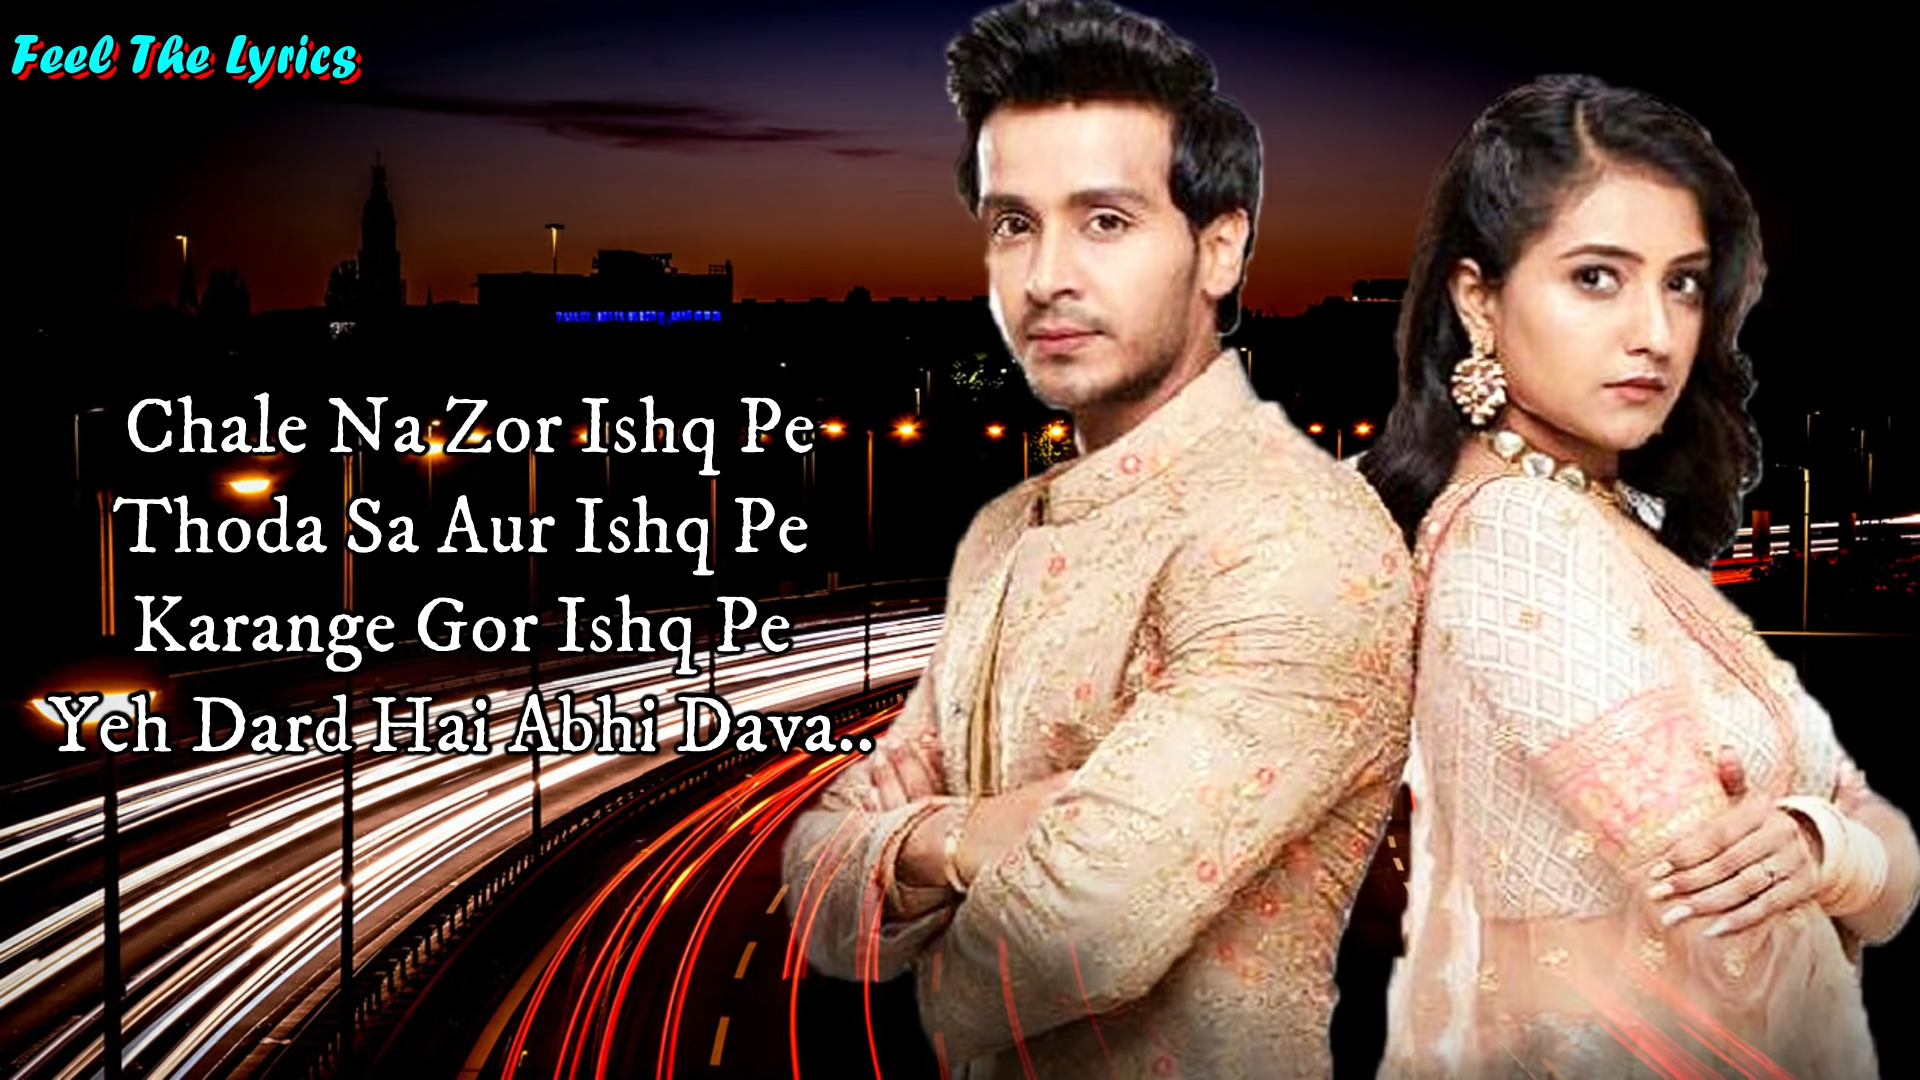 Feel The Lyrics
Chale Na Zor Ishq Pe
Thoda Sa Aur Ishq Pe
Karange Gor Ishq Pe
Yeh Dard Hai Abhi Dava..